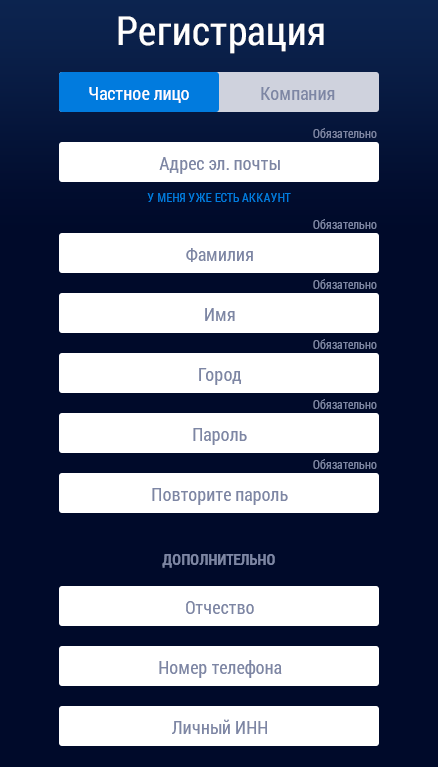 Регистрация
Частное лицо
Компания
Обязательно
Адрес эл. почты
У МЕНЯ УЖЕ ЕСТЬ АККАУНТ
Обязательно
Фамилия
Обязательно
Имя
Обязательно
Город
Обязательно
Пароль
Обязательно
Повторите пароль
ДОПОЛНИТЕЛЬНО
Отчество
Номер телефона
Личный ИНН